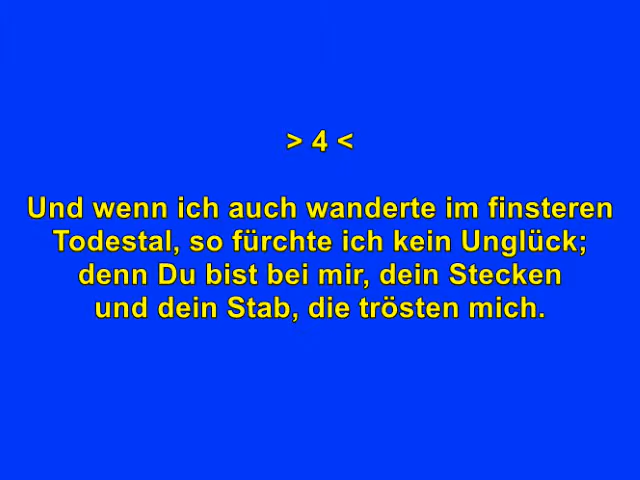 > 4 <
Und wenn ich auch wanderte im finsteren
Todestal, so fürchte ich kein Unglück;
denn Du bist bei mir, dein Stecken
und dein Stab, die trösten mich.